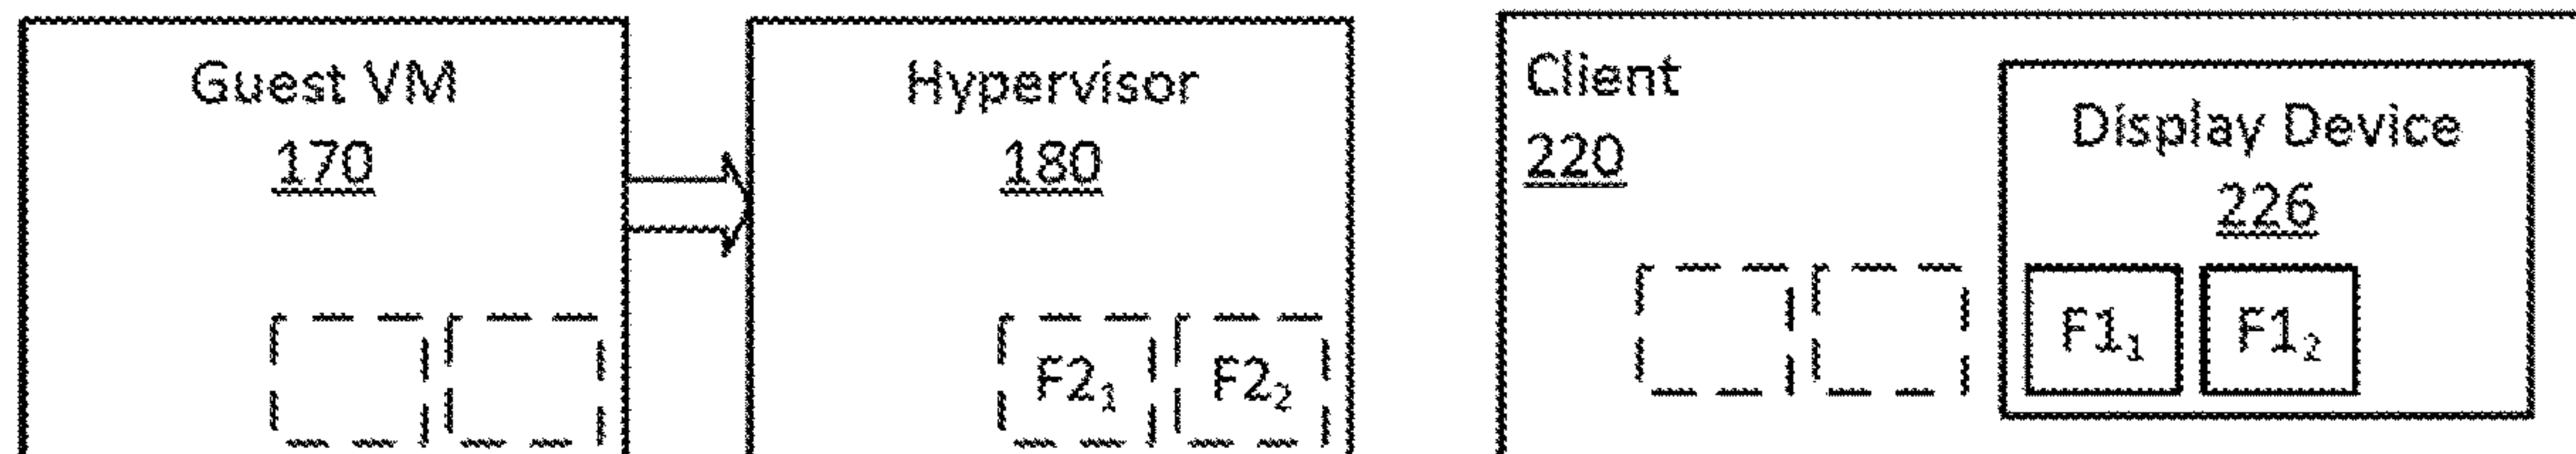 Guest VM
170
Hypervisor
180
F2₁ F2₂
Client
220
Display Device
226
F1₁ F1₂